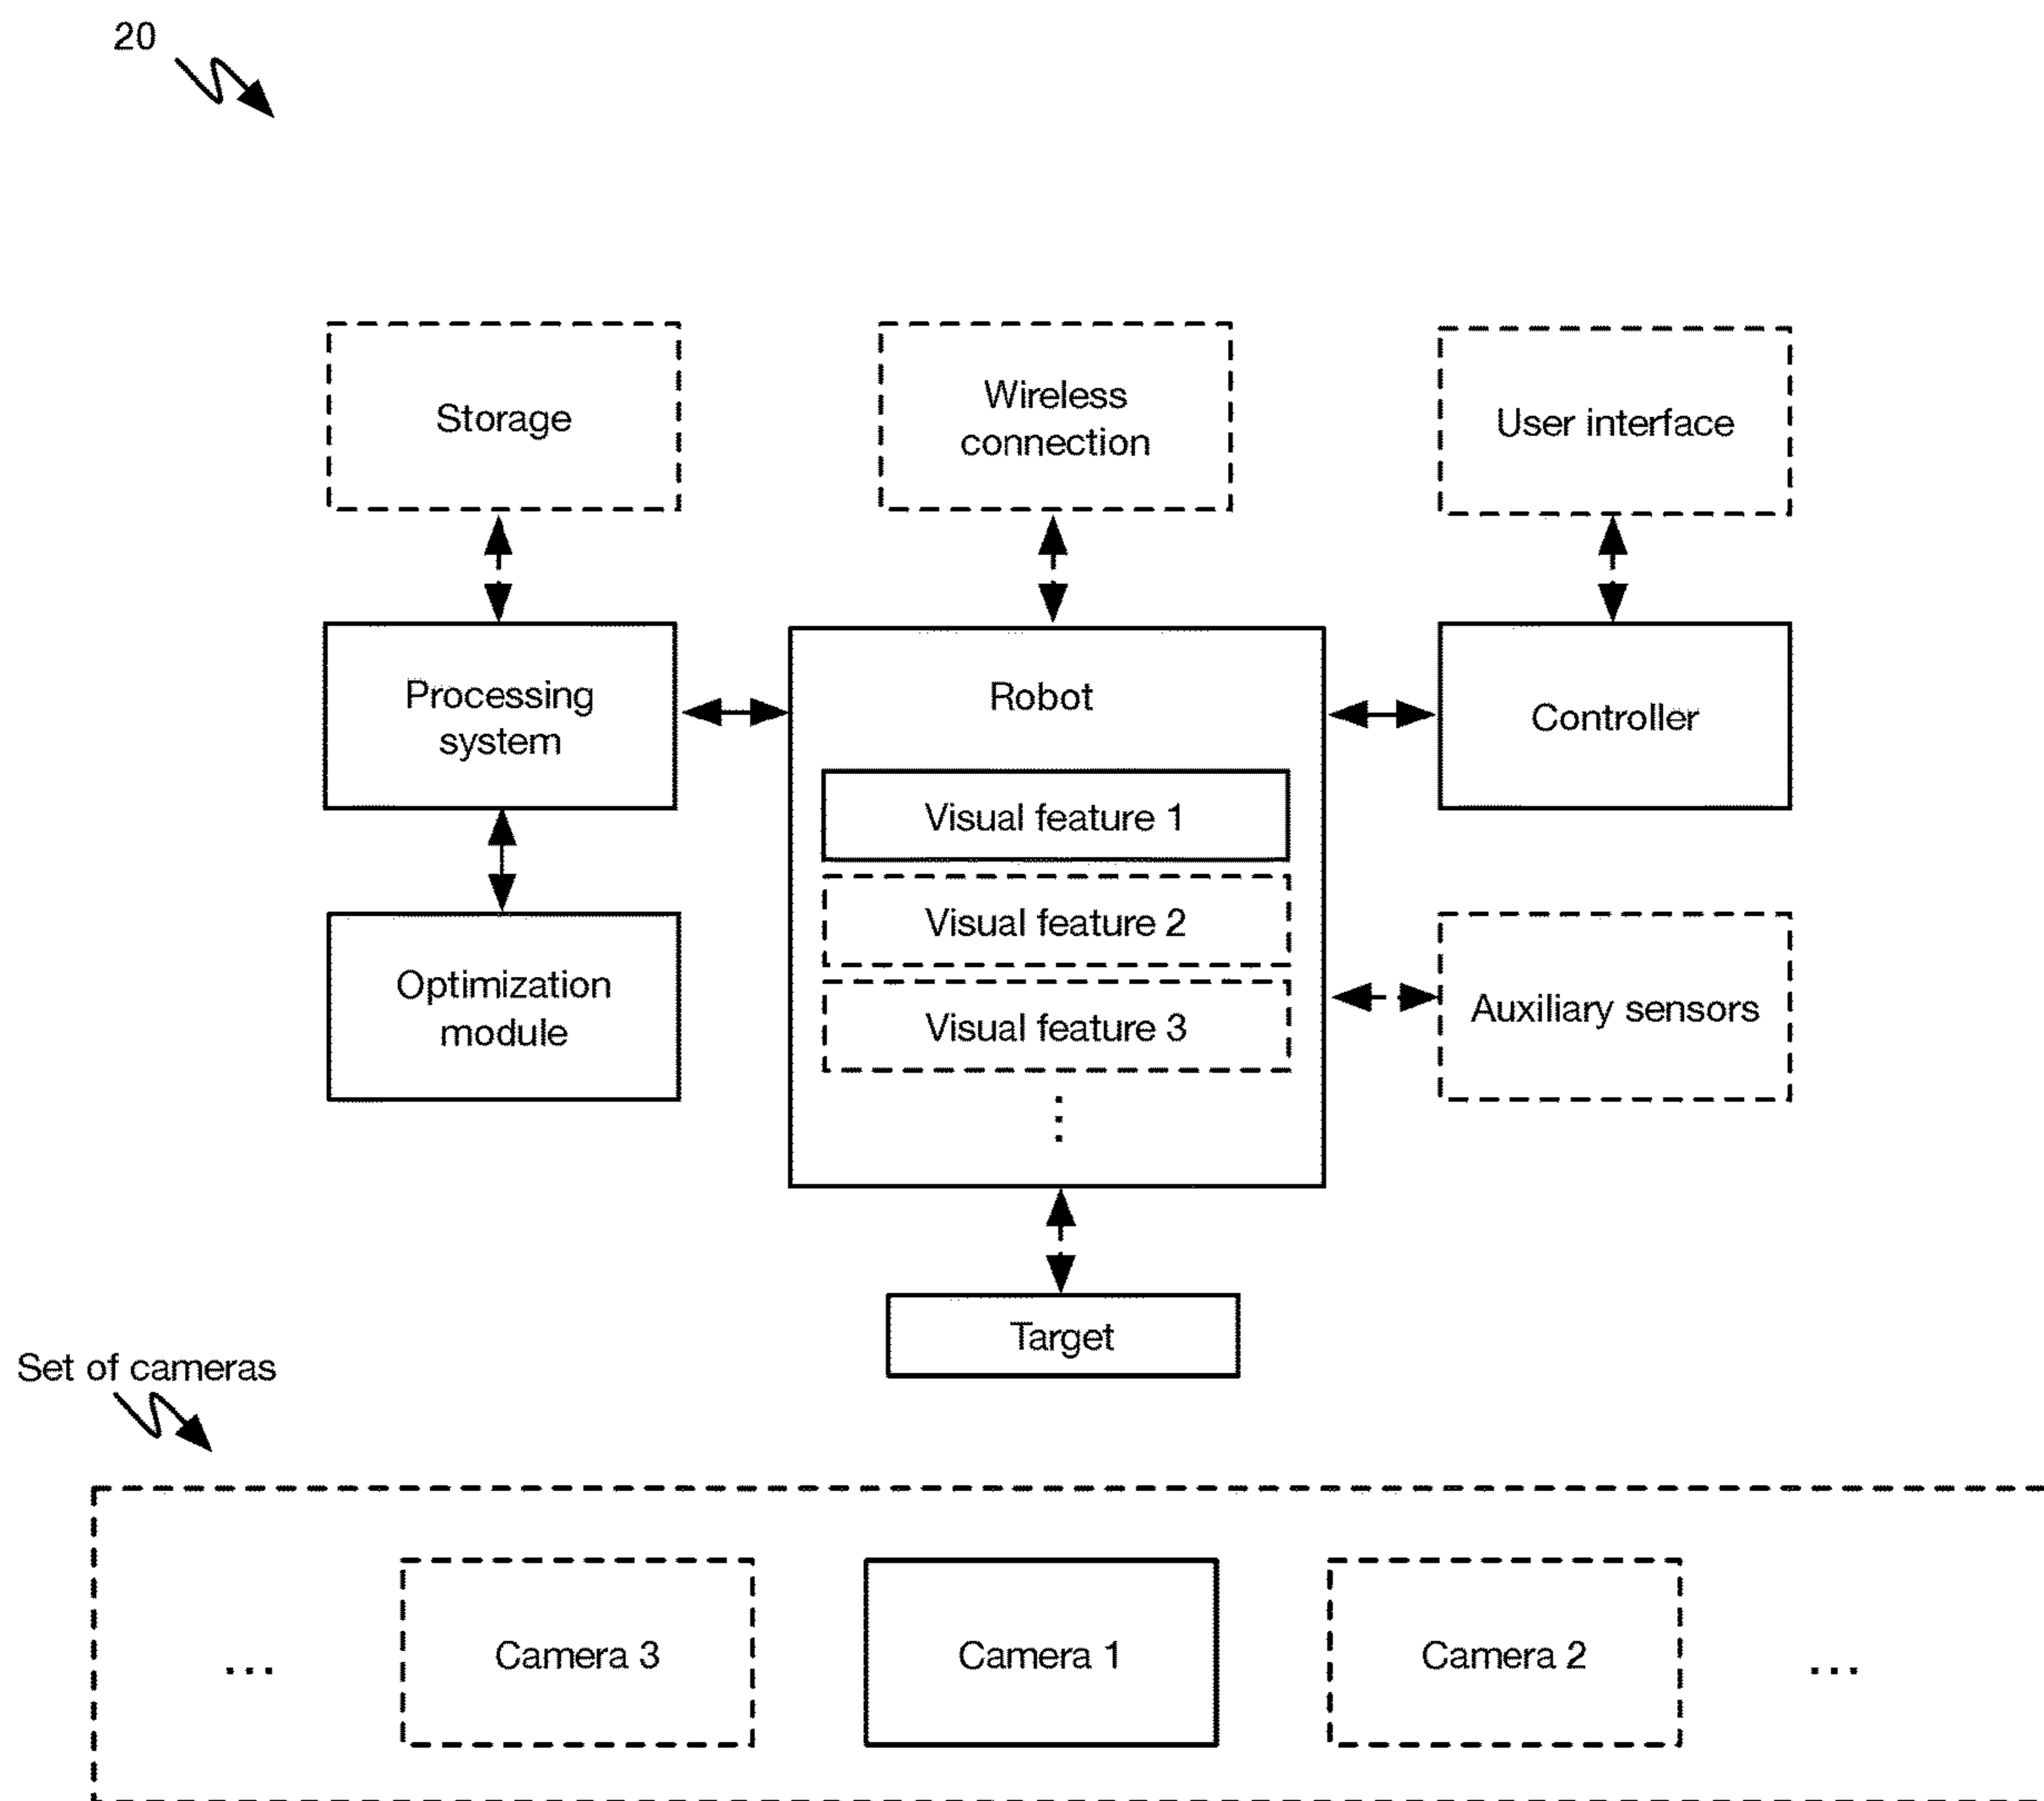 20
Storage
Wireless
connection
User interface
Processing
system
Robot
Controller
Visual feature 1
Visual feature 2
Visual feature 3
⋮
Optimization
module
Auxiliary sensors
Target
Set of cameras
...
Camera 3
Camera 1
Camera 2
...